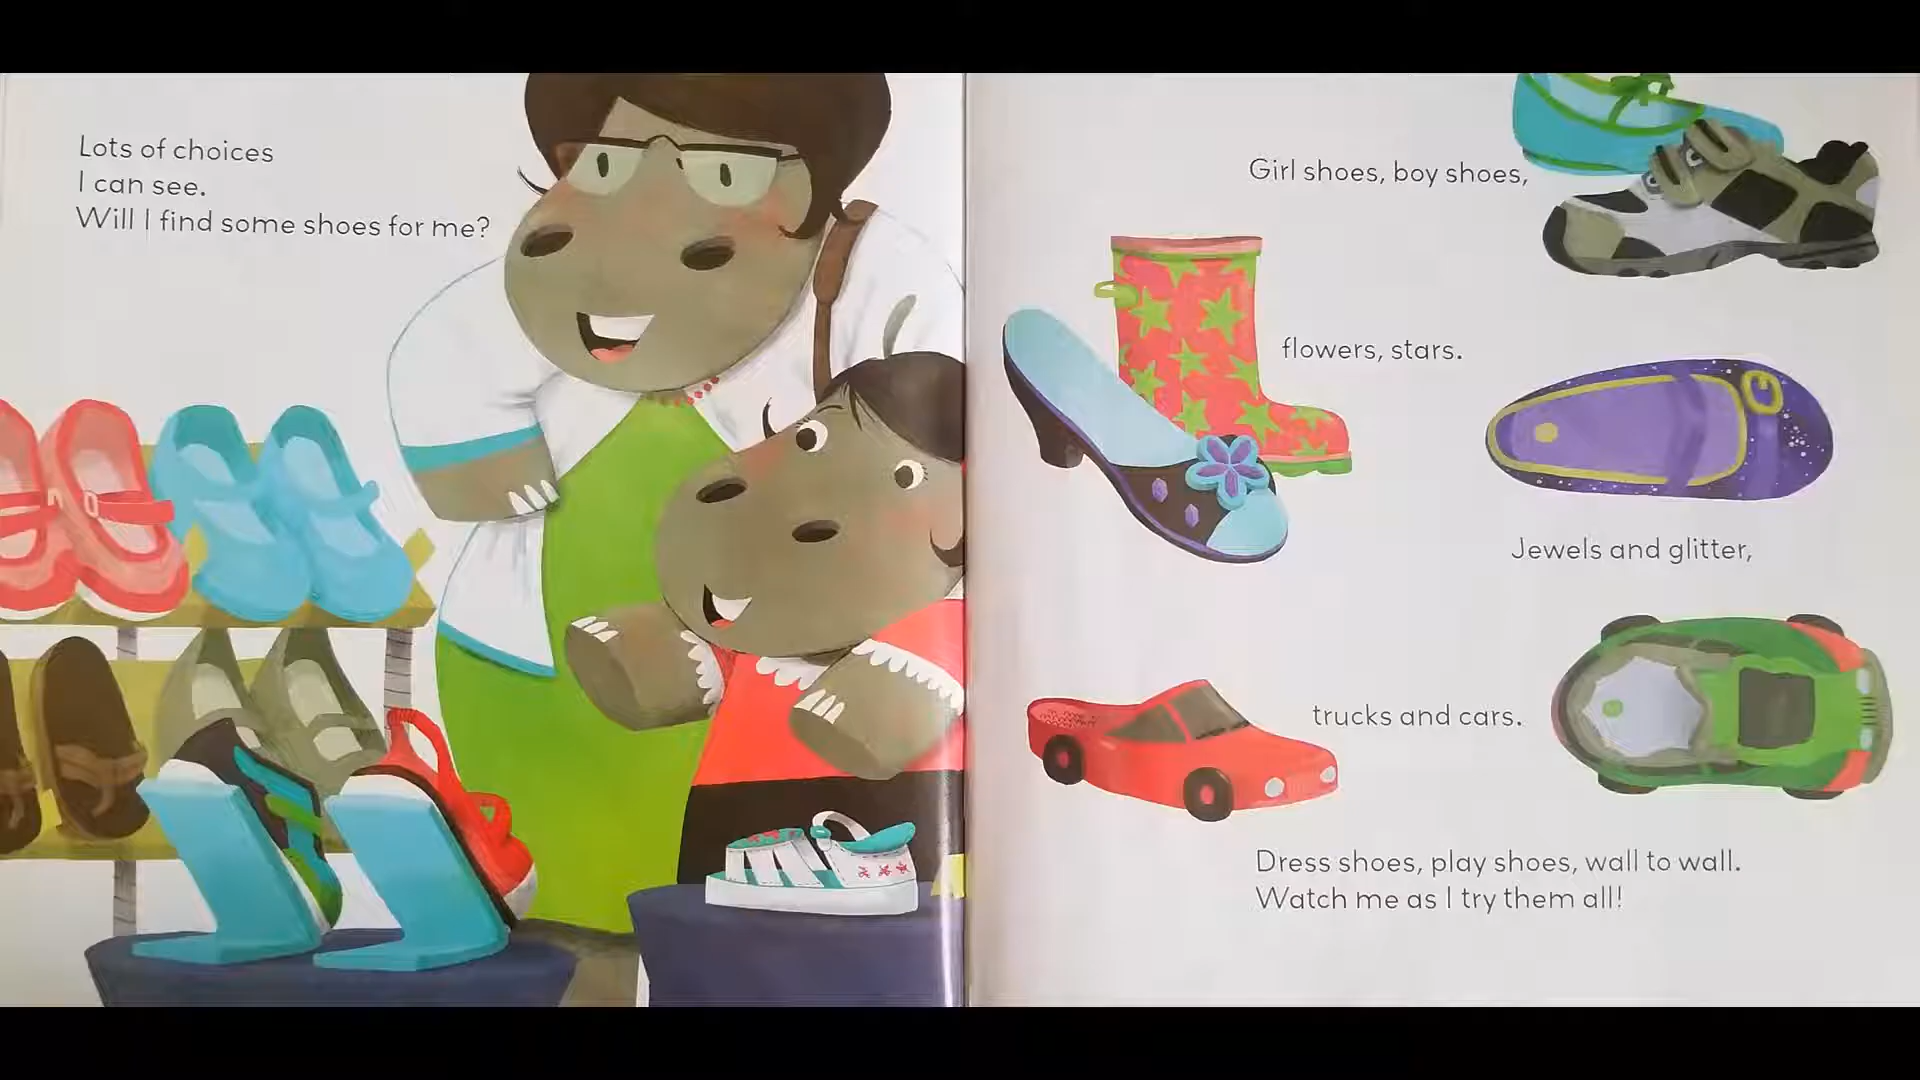 Lots of choices
I can see.
Will I find some shoes for me?
Girl shoes, boy shoes,
flowers, stars.
Jewels and glitter,
trucks and cars.
Dress shoes, play shoes, wall to wall.
Watch me as I try them all!